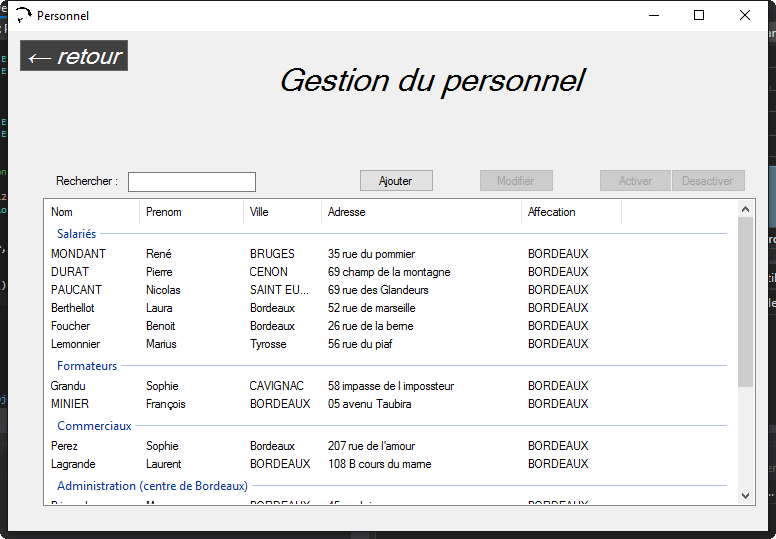 Personnel
← retour
Gestion du personnel
Rechercher :
Ajouter
Modifier
Activer
Desactiver
Nom Prenom Ville Adresse Affecation
Salariés
MONDANT René BRUGES 35 rue du pommier BORDEAUX
DURAT Pierre CENON 69 champ de la montagne BORDEAUX
PAUCANT Nicolas SAINT EU... 69 rue des Glandeurs BORDEAUX
Berthellot Laura Bordeaux 52 rue de marseille BORDEAUX
Foucher Benoit Bordeaux 26 rue de la berne BORDEAUX
Lemonnier Marius Tyrosse 56 rue du piaf BORDEAUX
Formateurs
Grandu Sophie CAVIGNAC 58 impasse de l impossteur BORDEAUX
MINIER François BORDEAUX 05 avenu Taubira BORDEAUX
Commerciaux
Perez Sophie Bordeaux 207 rue de l'amour BORDEAUX
Lagrande Laurent BORDEAUX 108 B cours du marne BORDEAUX
Administration (centre de Bordeaux)